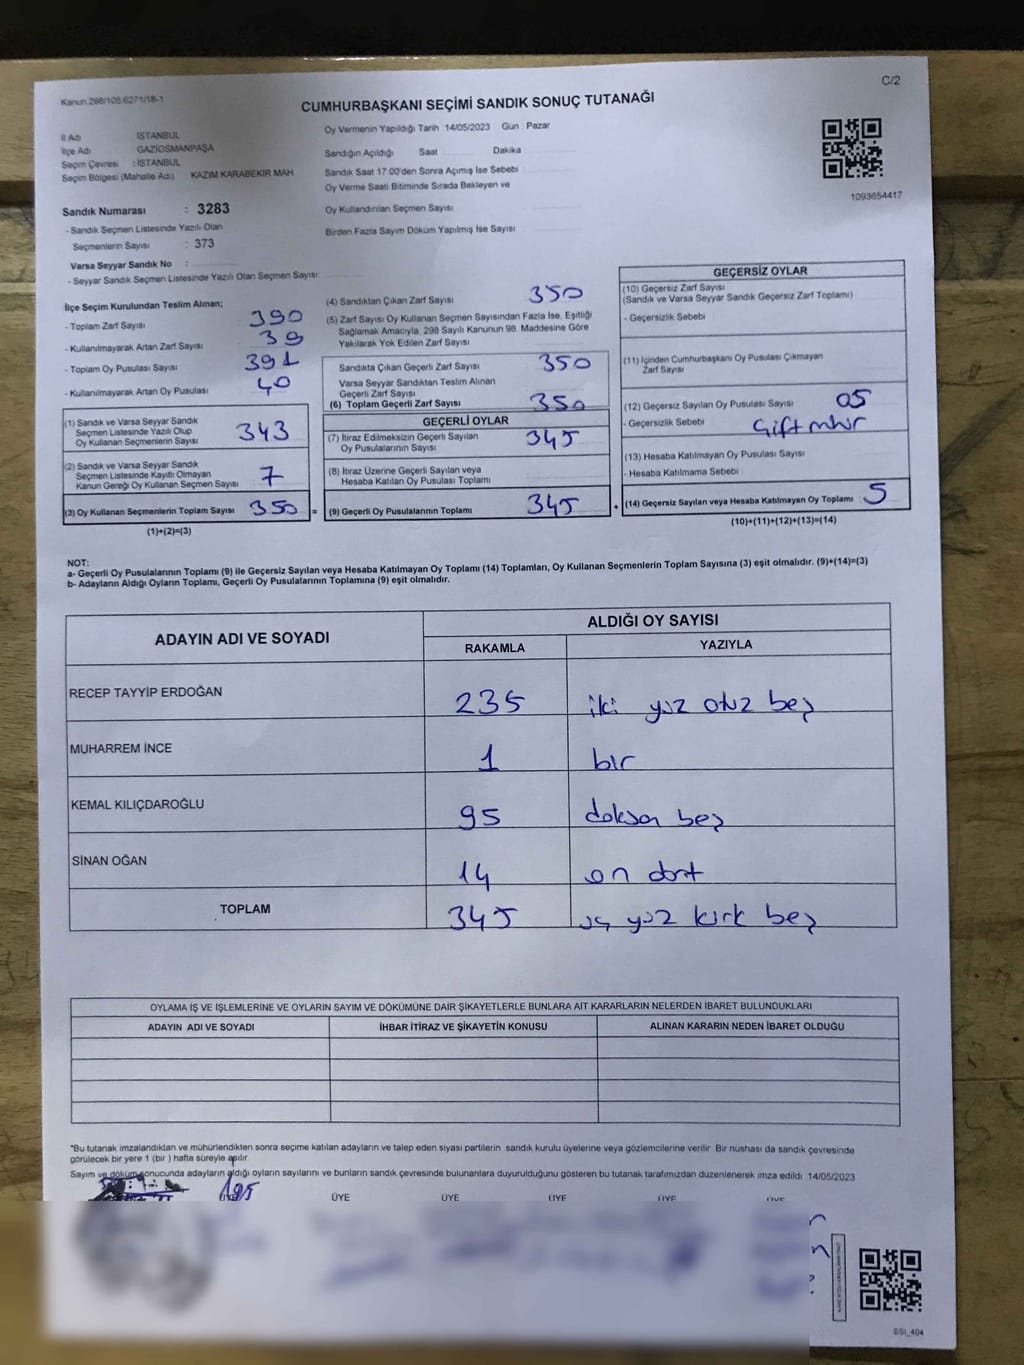 C/2
Kanun.298/105.6271/18-1
CUMHURBAŞKANI SEÇİMİ SANDIK SONUÇ TUTANAĞI
İl Adı İSTANBUL
İlçe Adı GAZİOSMANPAŞA
Seçim Çevresi : İSTANBUL
Seçim Bölgesi (Mahalle Adı) KAZIM KARABEKİR MAH.
Sandık Numarası : 3283
- Sandık Seçmen Listesinde Yazılı Olan
Seçmenlerin Sayısı : 373
Varsa Seyyar Sandık No :
- Seyyar Sandık Seçmen Listesinde Yazılı Olan Seçmen Sayısı:
Oy Vermenin Yapıldığı Tarih 14/05/2023 Gün : Pazar
Sandığın Açıldığı Saat Dakika
Sandık Saat 17.00'den Sonra Açımış İse Sebebi
Oy Verme Saati Bitiminde Sırada Bekleyen ve
Oy Kullandırılan Seçmen Sayısı
Birden Fazla Sayım Döküm Yapılmış İse Sayısı
1093654417
İlçe Seçim Kurulundan Teslim Alınan;
- Toplam Zarf Sayısı 390
- Kullanılmayarak Artan Zarf Sayısı 39
- Toplam Oy Pusulası Sayısı 391
- Kullanılmayarak Artan Oy Pusulası 40
(1) Sandık ve Varsa Seyyar Sandık
Seçmen Listesinde Yazılı Olup
Oy Kullanan Seçmenlerin Sayısı 343
(2) Sandık ve Varsa Seyyar Sandık
Seçmen Listesinde Kayıtlı Olmayan
Kanun Gereği Oy Kullanan Seçmen Sayısı 7
(3) Oy Kullanan Seçmenlerin Toplam Sayısı 350 =
(1)+(2)=(3)
(4) Sandıktan Çıkan Zarf Sayısı 350
(5) Zarf Sayısı Oy Kullanan Seçmen Sayısından Fazla İse, Eşitliği
Sağlamak Amacıyla, 298 Sayılı Kanunun 98. Maddesine Göre
Yakılarak Yok Edilen Zarf Sayısı
Sandıkta Çıkan Geçerli Zarf Sayısı 350
Varsa Seyyar Sandıktan Teslim Alınan
Geçerli Zarf Sayısı
(6) Toplam Geçerli Zarf Sayısı 350
GEÇERLİ OYLAR
(7) İtiraz Edilmeksizin Geçerli Sayılan
Oy Pusulasının Sayısı 345
(8) İtiraz Üzerine Geçerli Sayılan veya
Hesaba Katılan Oy Pusulası Toplamı
(9) Geçerli Oy Pusulalarının Toplamı 345 +
GEÇERSİZ OYLAR
(10) Geçersiz Zarf Sayısı
(Sandık ve Varsa Seyyar Sandık Geçersiz Zarf Toplamı)
- Geçersizlik Sebebi
(11) İçinden Cumhurbaşkanı Oy Pusulası Çıkmayan
Zarf Sayısı
(12) Geçersiz Sayılan Oy Pusulası Sayısı 05
- Geçersizlik Sebebi Çift mhür
(13) Hesaba Katılmayan Oy Pusulası Sayısı
- Hesaba Katılmama Sebebi
(14) Geçersiz Sayılan veya Hesaba Katılmayan Oy Toplamı 5
(10)+(11)+(12)+(13)=(14)
NOT:
a- Geçerli Oy Pusulalarının Toplamı (9) ile Geçersiz Sayılan veya Hesaba Katılmayan Oy Toplamı (14) Toplamları, Oy Kullanan Seçmenlerin Toplam Sayısına (3) eşit olmalıdır. (9)+(14)=(3)
b- Adayların Aldığı Oyların Toplamı, Geçerli Oy Pusulalarının Toplamına (9) eşit olmalıdır.
ADAYIN ADI VE SOYADI ALDIĞI OY SAYISI
RAKAMLA YAZIYLA
RECEP TAYYİP ERDOĞAN 235 iki yüz otuz beş
MUHARREM İNCE 1 bir
KEMAL KILIÇDAROĞLU 95 doksan beş
SİNAN OĞAN 14 on dört
TOPLAM 345 üç yüz kırk beş
OYLAMA İŞ VE İŞLEMLERİNE VE OYLARIN SAYIM VE DÖKÜMÜNE DAİR ŞİKAYETLERLE BUNLARA AİT KARARLARIN NELERDEN İBARET BULUNDUKLARI
ADAYIN ADI VE SOYADI İHBAR İTİRAZ VE ŞİKAYETİN KONUSU ALINAN KARARIN NEDEN İBARET OLDUĞU
*Bu tutanak imzalandıktan ve mühürlendikten sonra seçime katılan adayların ve talep eden siyasi partilerin sandık kurulu üyelerine veya gözlemcilerine verilir. Bir nüshası da sandık çevresinde
görülecek bir yere 1 (bir ) hafta süreyle asılır.
Sayım ve döküm sonucunda adayların aldığı oyların sayılarını ve bunların sandık çevresinde bulunanlara duyurulduğunu gösteren bu tutanak tarafımızdan düzenlenerek imza edildi 14/05/2023
ÜYE ÜYE ÜYE ÜYE ÜYE
SSI_404